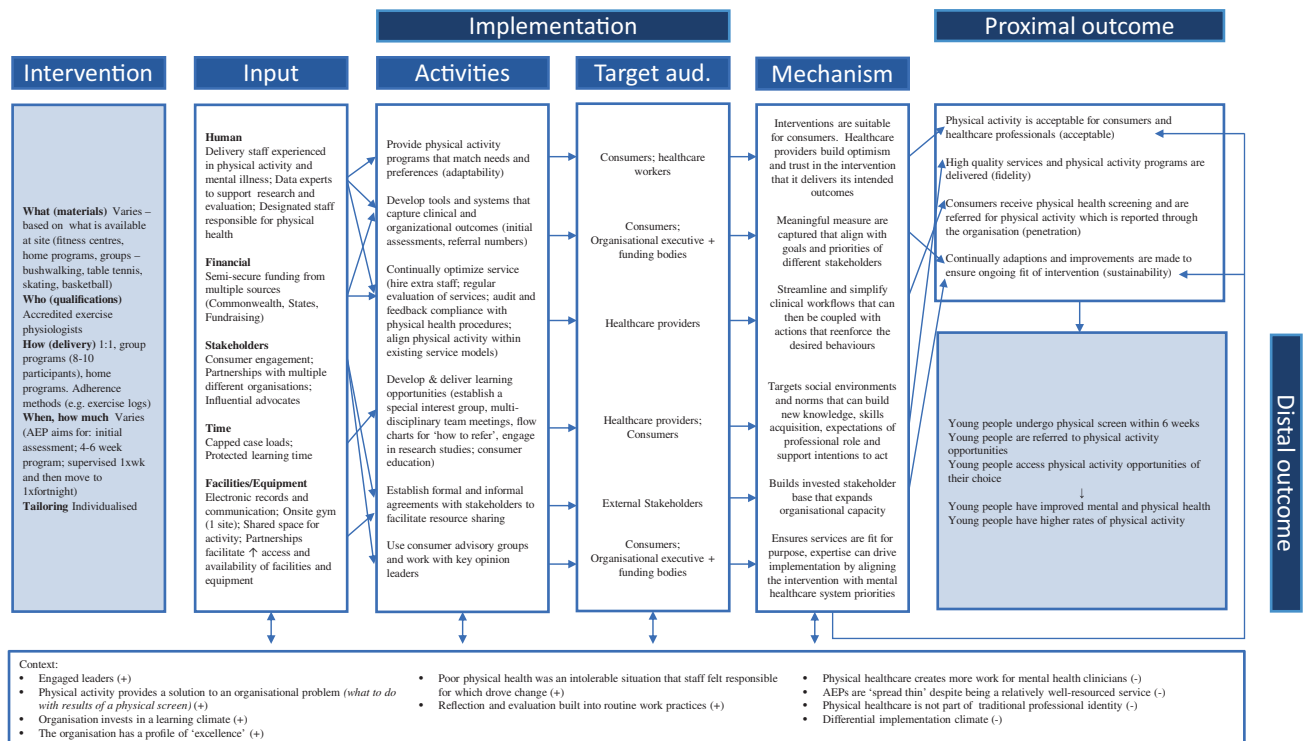 Implementation
Proximal outcome
Intervention
Input
Activities
Target aud.
Mechanism
What (materials) Varies –
based on what is available
at site (fitness centres,
home programs, groups –
bushwalking, table tennis,
skating, basketball)
Who (qualifications)
Accredited exercise
physiologists
How (delivery) 1:1, group
programs (8-10
participants), home
programs. Adherence
methods (e.g. exercise logs)
When, how much Varies
(AEP aims for: initial
assessment; 4-6 week
program; supervised 1xwk
and then move to
1xfortnight)
Tailoring Individualised
Human
Delivery staff experienced
in physical activity and
mental illness; Data experts
to support research and
evaluation; Designated staff
responsible for physical
health
Financial
Semi-secure funding from
multiple sources
(Commonwealth, States,
Fundraising)
Stakeholders
Consumer engagement;
Partnerships with multiple
different organisations;
Influential advocates
Time
Capped case loads;
Protected learning time
Facilities/Equipment
Electronic records and
communication; Onsite gym
(1 site); Shared space for
activity; Partnerships
facilitate ↑ access and
availability of facilities and
equipment
Provide physical activity
programs that match needs and
preferences (adaptability)
Develop tools and systems that
capture clinical and
organizational outcomes (initial
assessments, referral numbers)
Continually optimize service
(hire extra staff; regular
evaluation of services; audit and
feedback compliance with
physical health procedures;
align physical activity within
existing service models)
Develop & deliver learning
opportunities (establish a
special interest group, multi-
disciplinary team meetings, flow
charts for ‘how to refer’, engage
in research studies; consumer
education)
Establish formal and informal
agreements with stakeholders to
facilitate resource sharing
Use consumer advisory groups
and work with key opinion
leaders
Consumers; healthcare
workers
Consumers;
Organisational executive +
funding bodies
Healthcare providers
Healthcare providers;
Consumers
External Stakeholders
Consumers;
Organisational executive +
funding bodies
Interventions are suitable
for consumers. Healthcare
providers build optimism
and trust in the intervention
that it delivers its intended
outcomes
Meaningful measure are
captured that align with
goals and priorities of
different stakeholders
Streamline and simplify
clinical workflows that can
then be coupled with
actions that reenforce the
desired behaviours
Targets social environments
and norms that can build
new knowledge, skills
acquisition, expectations of
professional role and
support intentions to act
Builds invested stakeholder
base that expands
organisational capacity
Ensures services are fit for
purpose, expertise can drive
implementation by aligning
the intervention with mental
healthcare system priorities
Physical activity is acceptable for consumers and
healthcare professionals (acceptable)
High quality services and physical activity programs are
delivered (fidelity)
Consumers receive physical health screening and are
referred for physical activity which is reported through
the organisation (penetration)
Continually adaptions and improvements are made to
ensure ongoing fit of intervention (sustainability)
Young people undergo physical screen within 6 weeks
Young people are referred to physical activity
opportunities
Young people access physical activity opportunities of
their choice
↓
Young people have improved mental and physical health
Young people have higher rates of physical activity
Distal outcome
Context:
• Engaged leaders (+)
• Physical activity provides a solution to an organisational problem (what to do
with results of a physical screen) (+)
• Organisation invests in a learning climate (+)
• The organisation has a profile of ‘excellence’ (+)
• Poor physical health was an intolerable situation that staff felt responsible
for which drove change (+)
• Reflection and evaluation built into routine work practices (+)
• Physical healthcare creates more work for mental health clinicians (-)
• AEPs are ‘spread thin’ despite being a relatively well-resourced service (-)
• Physical healthcare is not part of traditional professional identity (-)
• Differential implementation climate (-)